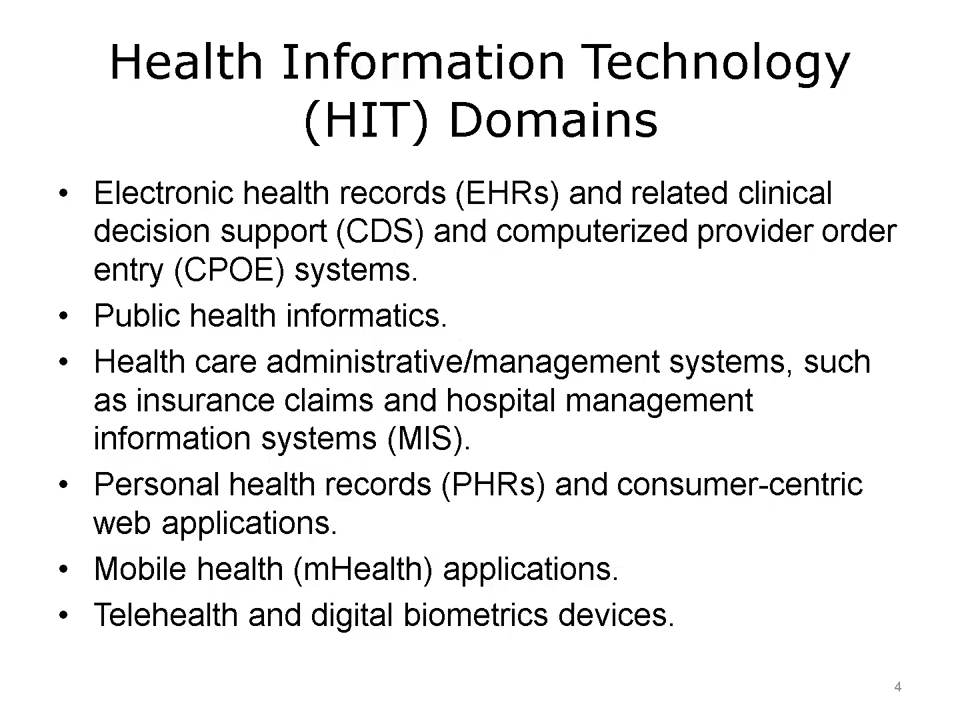 Health Information Technology
(HIT) Domains
• Electronic health records (EHRs) and related clinical
decision support (CDS) and computerized provider order
entry (CPOE) systems.
• Public health informatics.
• Health care administrative/management systems, such
as insurance claims and hospital management
information systems (MIS).
• Personal health records (PHRs) and consumer-centric
web applications.
• Mobile health (mHealth) applications.
• Telehealth and digital biometrics devices.
4